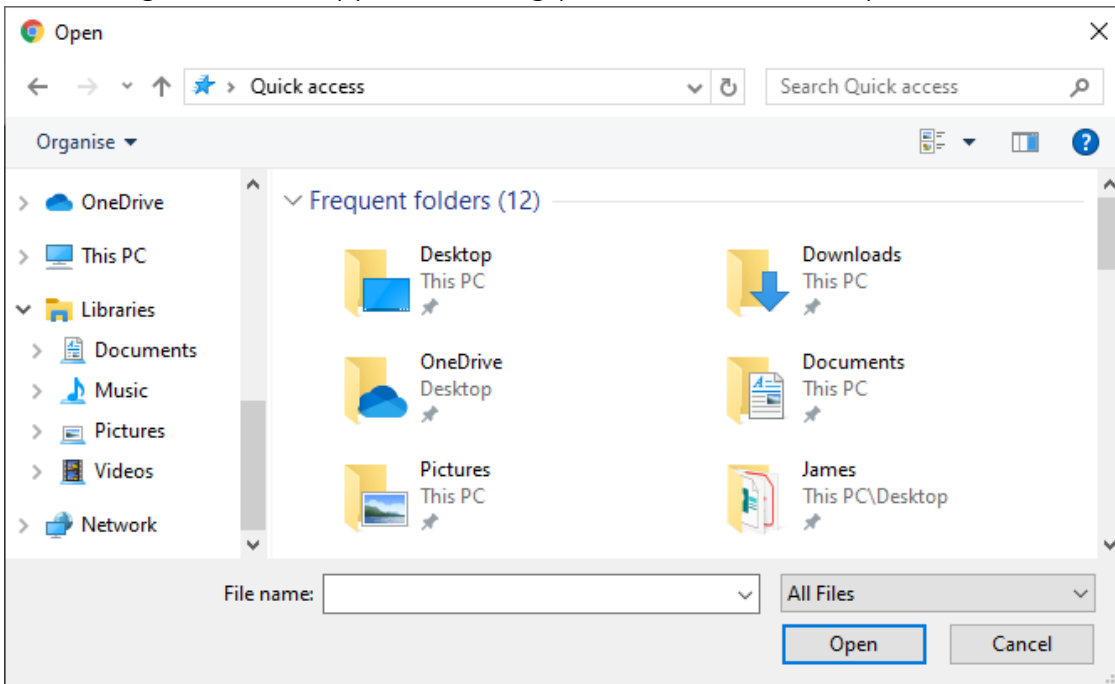 Open
Quick access
Search Quick access
Organise
OneDrive
This PC
Libraries
Documents
Music
Pictures
Videos
Network
Frequent folders (12)
Desktop
This PC
Downloads
This PC
OneDrive
Desktop
Documents
This PC
Pictures
This PC
James
This PC\Desktop
File name:
All Files
Open
Cancel